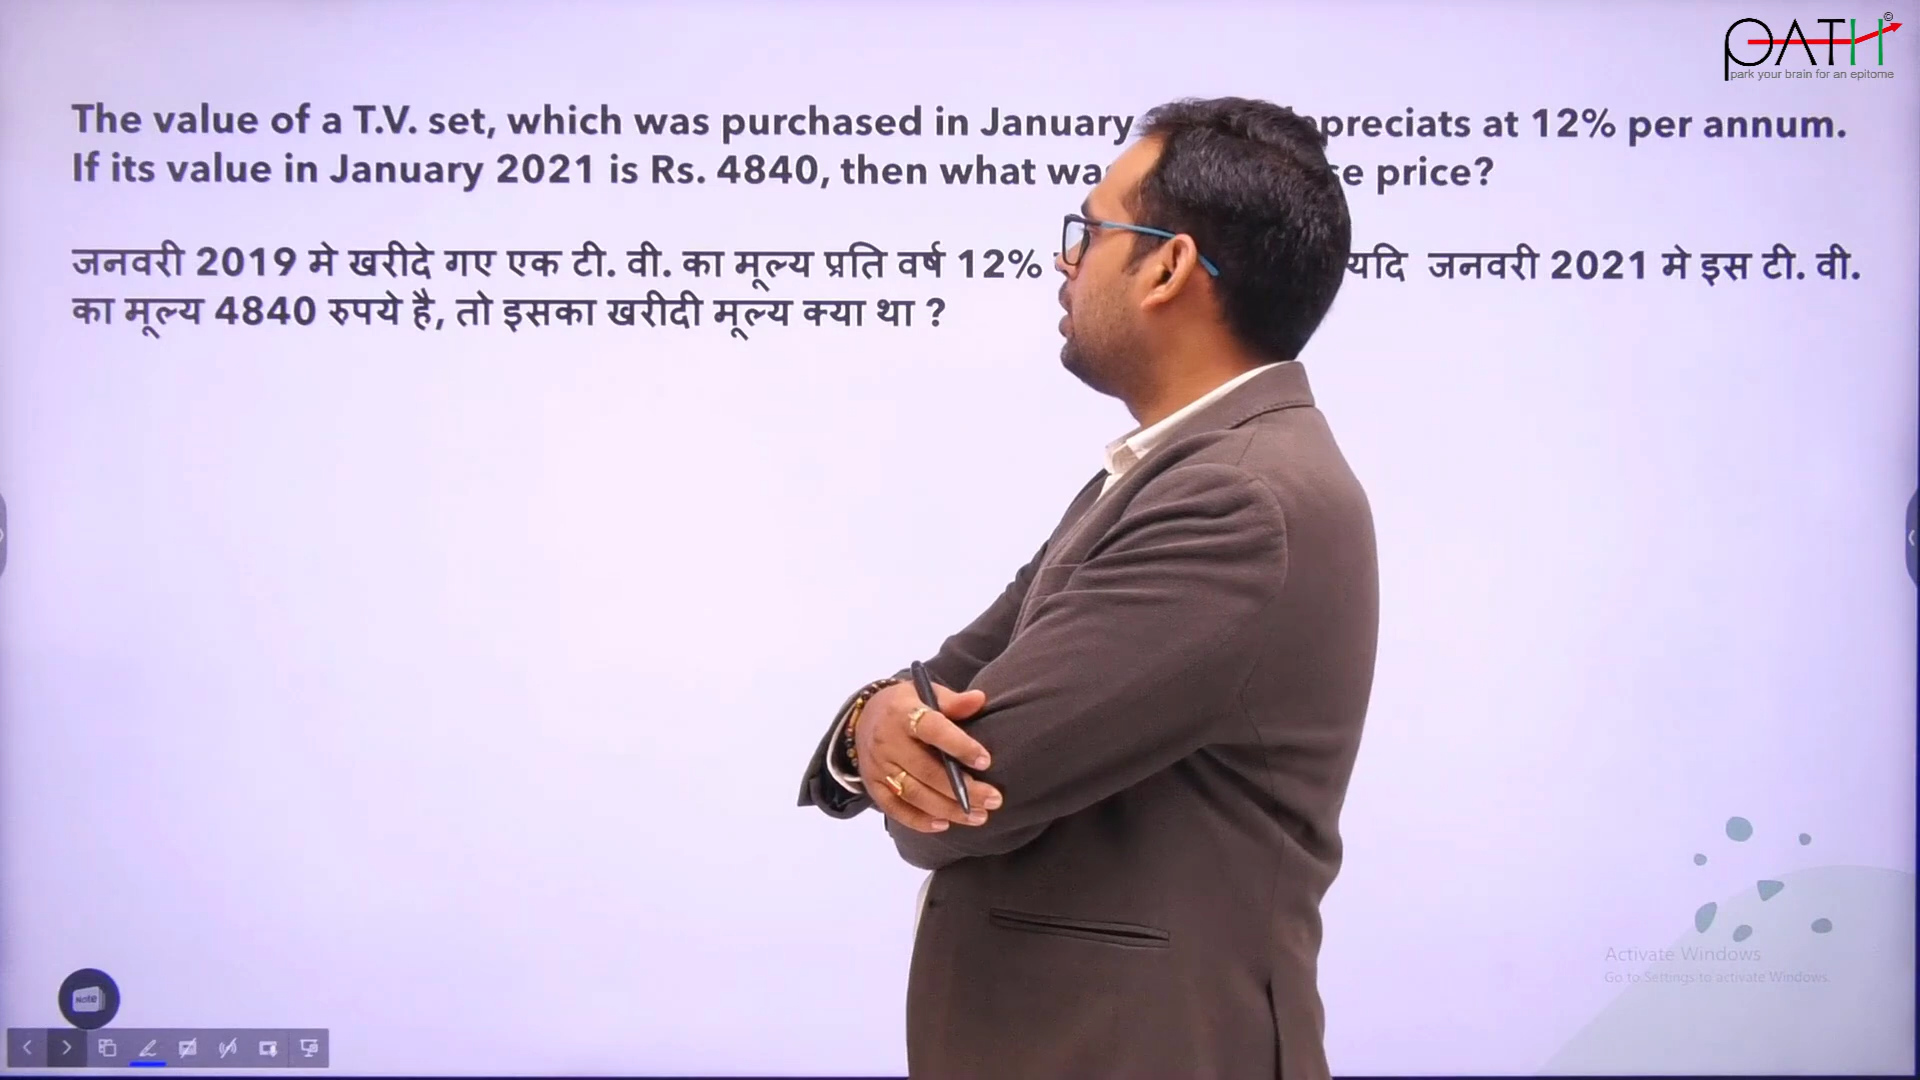 PATH
park your brain for an epitome
The value of a T.V. set, which was purchased in January preciats at 12% per annum.
If its value in January 2021 is Rs. 4840, then what price?
जनवरी 2019 मे खरीदे गए एक टी. वी. का मूल्य प्रति वर्ष 12% यदि जनवरी 2021 मे इस टी. वी.
का मूल्य 4840 रुपये है, तो इसका खरीदी मूल्य क्या था ?
Activate Windows
Go to Settings to activate Windows.
Note